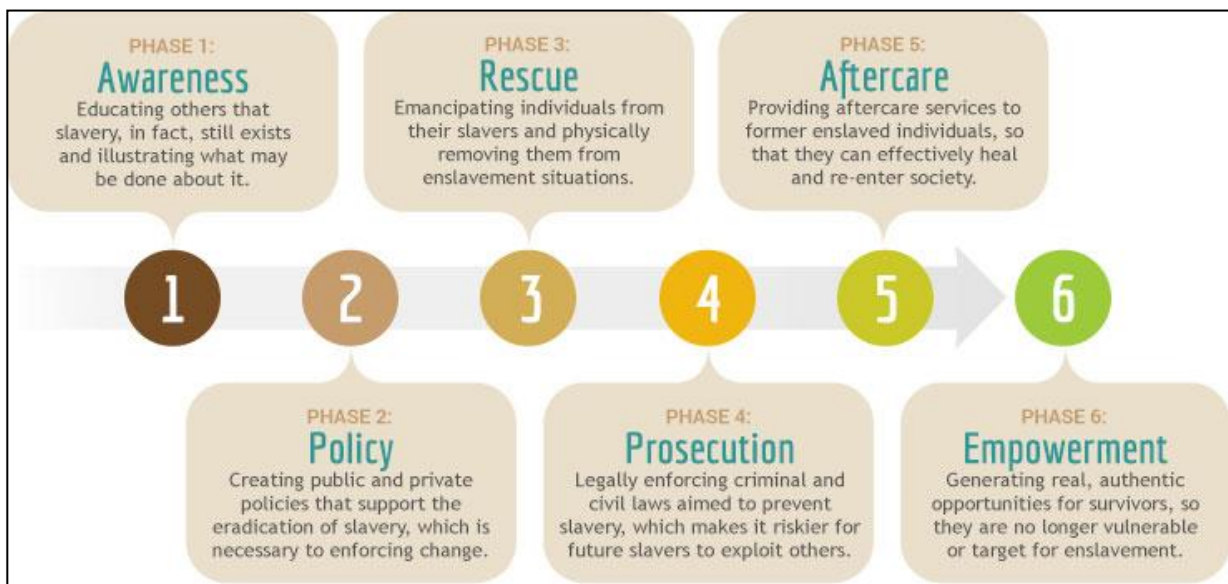 PHASE 1:
Awareness
Educating others that
slavery, in fact, still exists
and illustrating what may
be done about it.
PHASE 3:
Rescue
Emancipating individuals from
their slavers and physically
removing them from
enslavement situations.
PHASE 5:
Aftercare
Providing aftercare services to
former enslaved individuals, so
that they can effectively heal
and re-enter society.
1
2
3
4
5
6
PHASE 2:
Policy
Creating public and private
policies that support the
eradication of slavery, which is
necessary to enforcing change.
PHASE 4:
Prosecution
Legally enforcing criminal and
civil laws aimed to prevent
slavery, which makes it riskier for
future slavers to exploit others.
PHASE 6:
Empowerment
Generating real, authentic
opportunities for survivors, so
they are no longer vulnerable
or target for enslavement.